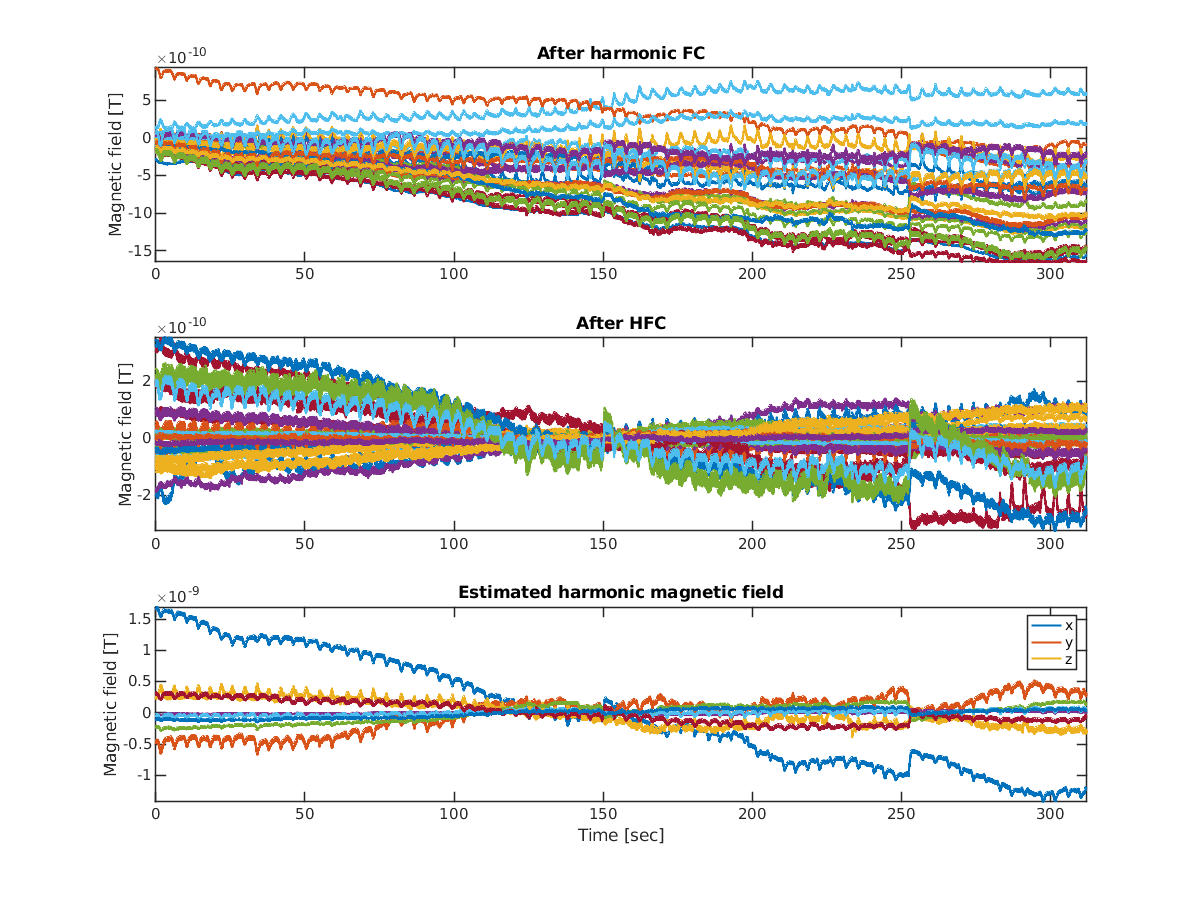 After harmonic FC
×10-10
Magnetic field [T]
5
0
-5
-10
-15
0 50 100 150 200 250 300
After HFC
×10-10
Magnetic field [T]
2
0
-2
0 50 100 150 200 250 300
Estimated harmonic magnetic field
×10-9
Magnetic field [T]
1.5
1
0.5
0
-0.5
-1
x
y
z
0 50 100 150 200 250 300
Time [sec]